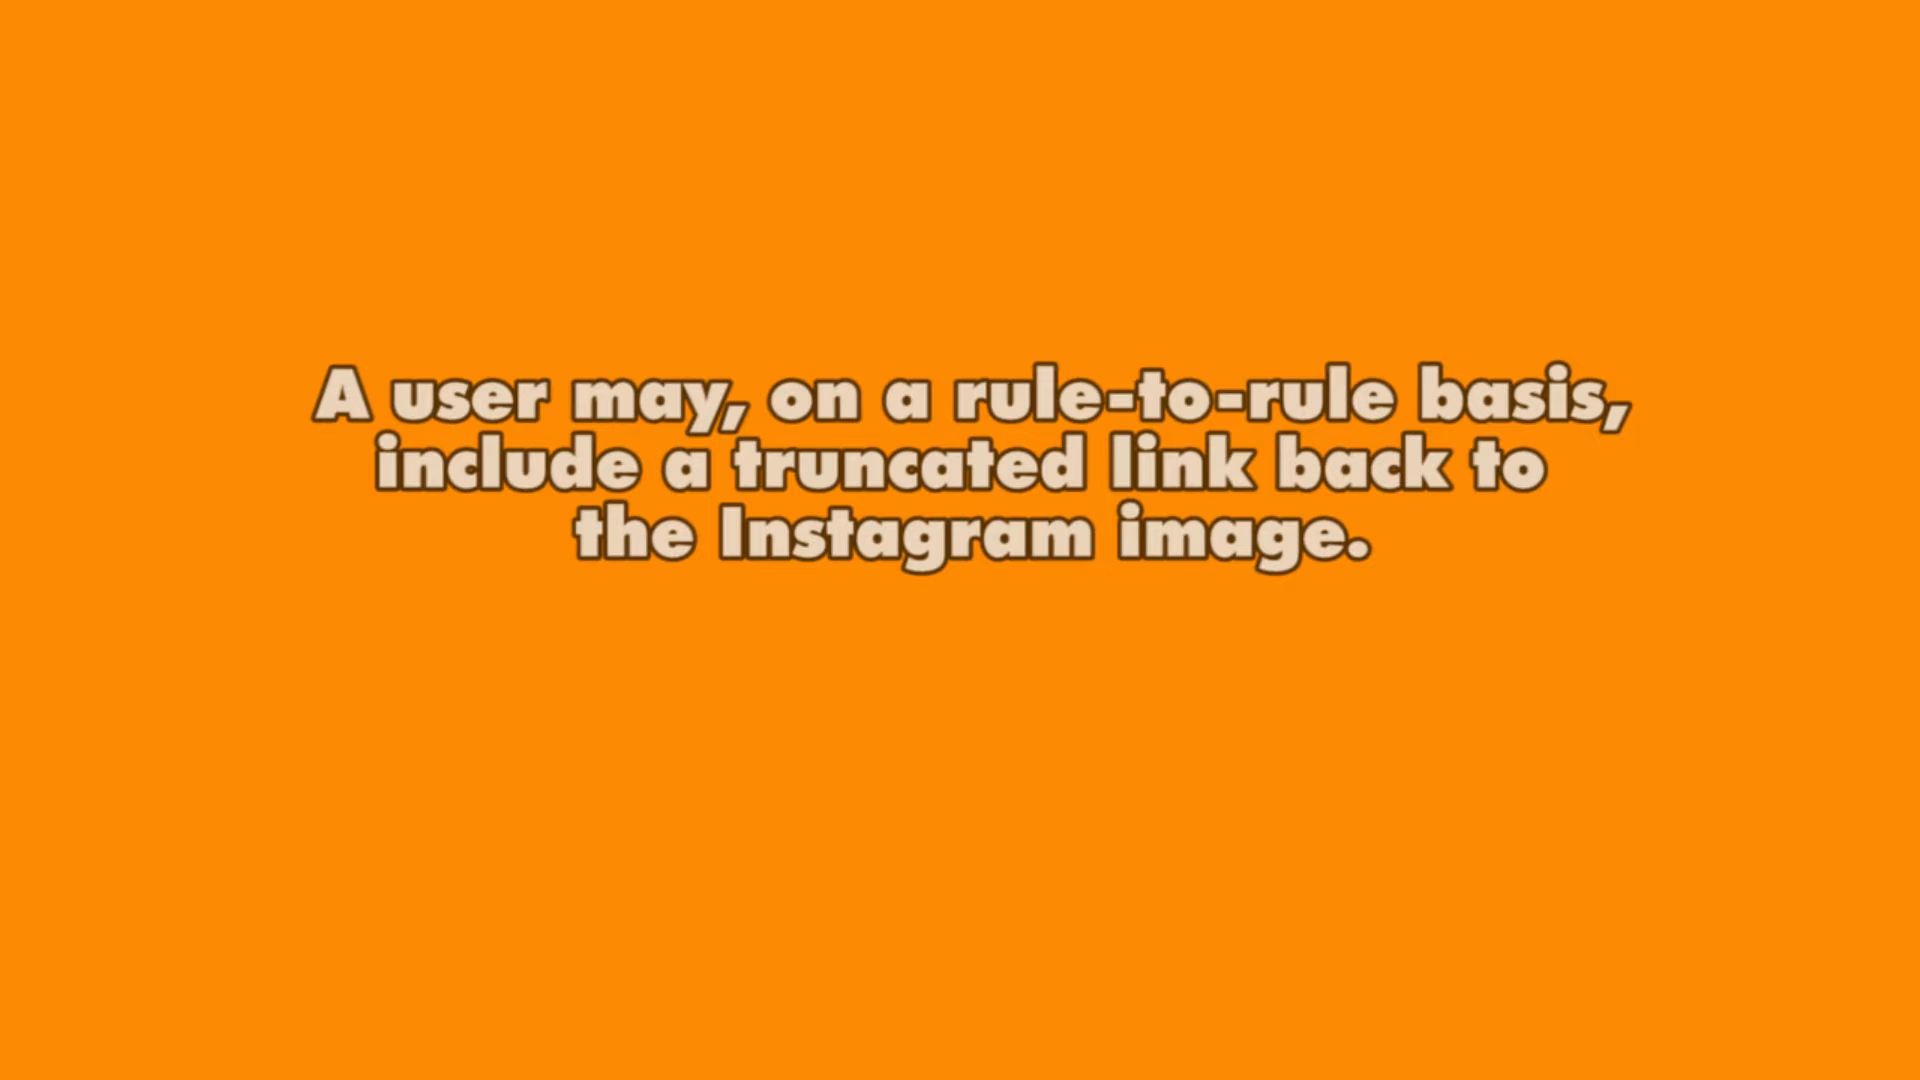 A user may, on a rule-to-rule basis,
include a truncated link back to
the Instagram image.